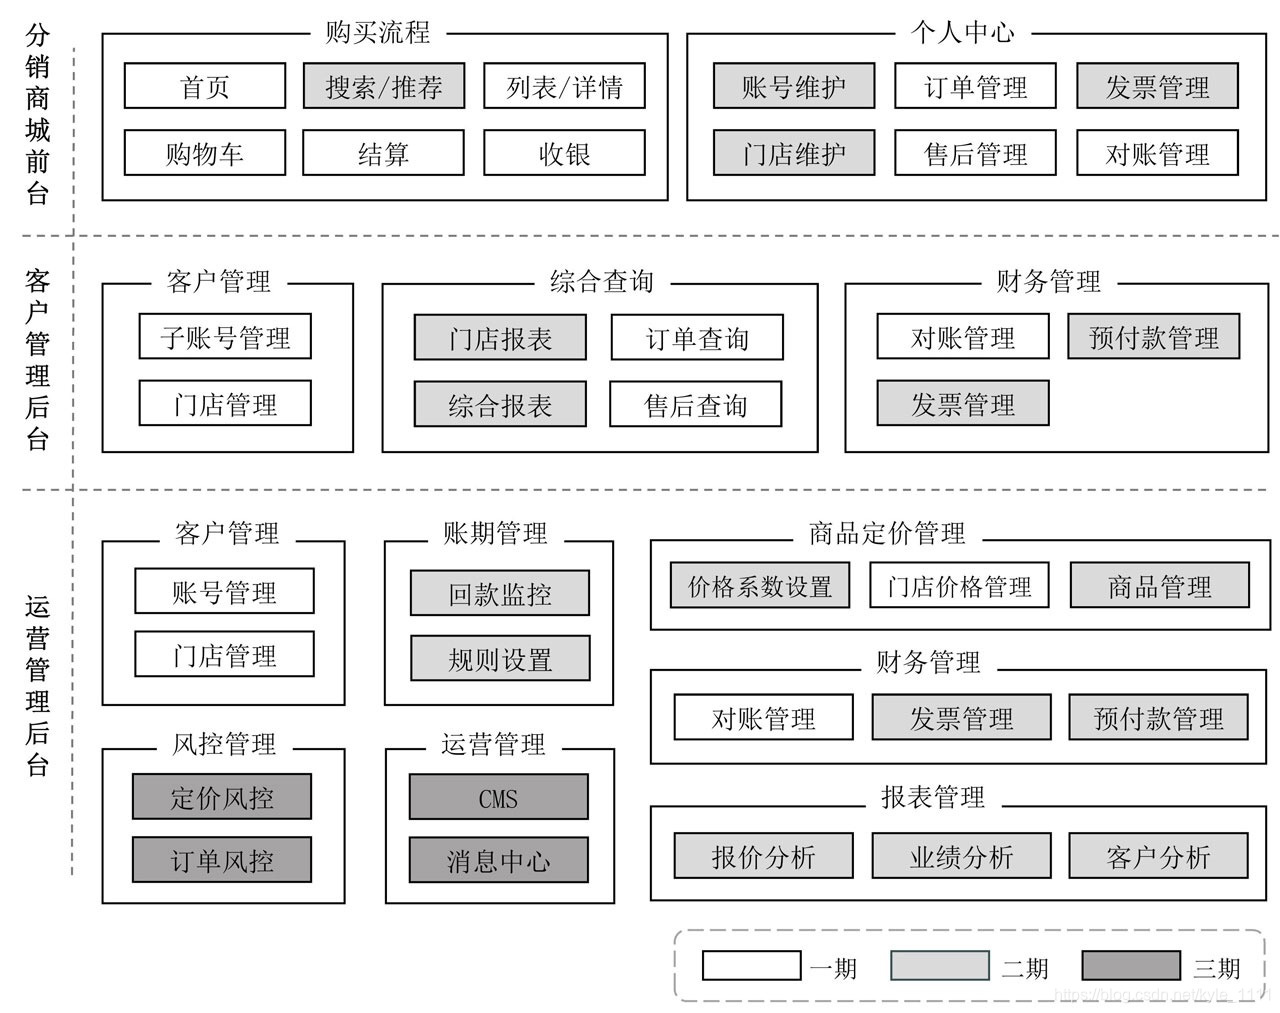 分销商城前台
购买流程
首页
搜索/推荐
列表/详情
购物车
结算
收银
个人中心
账号维护
订单管理
发票管理
门店维护
售后管理
对账管理
客户管理后台
客户管理
子账号管理
门店管理
综合查询
门店报表
订单查询
综合报表
售后查询
财务管理
对账管理
预付款管理
发票管理
运营管理后台
客户管理
账号管理
门店管理
账期管理
回款监控
规则设置
商品定价管理
价格系数设置
门店价格管理
商品管理
财务管理
对账管理
发票管理
预付款管理
风控管理
定价风控
订单风控
运营管理
CMS
消息中心
报表管理
报价分析
业绩分析
客户分析
一期
二期
三期
https://blog.csdn.net/kyle_1111